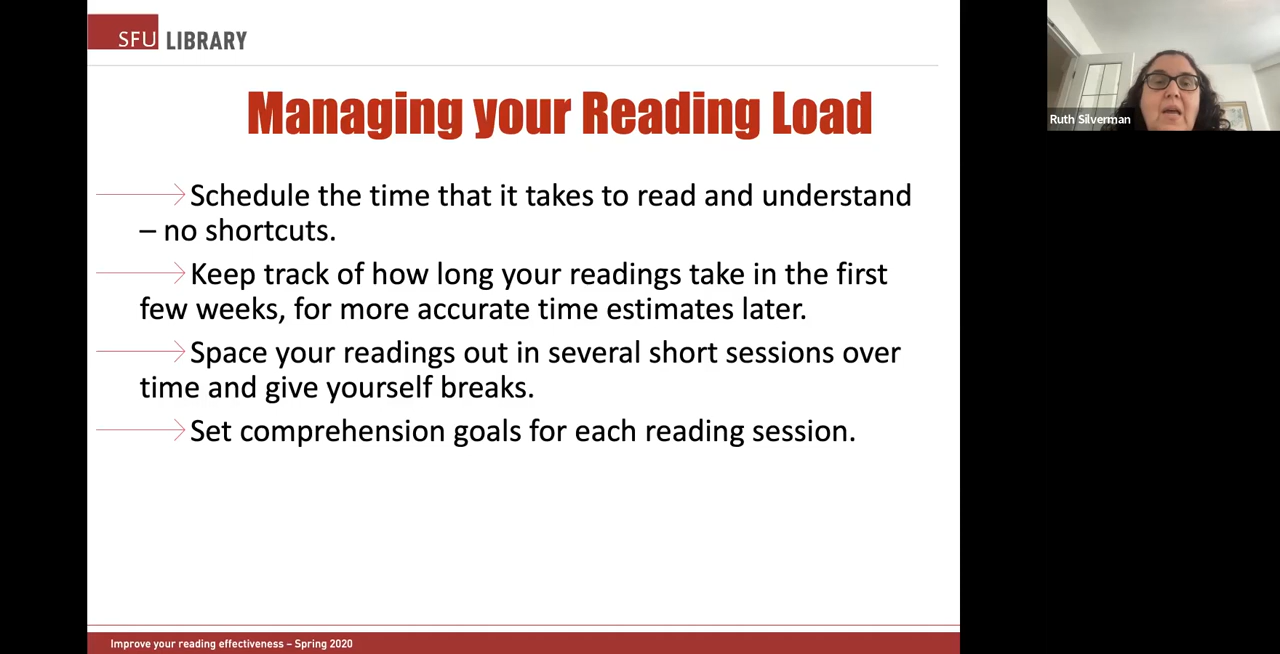 SFU LIBRARY
Managing your Reading Load
Schedule the time that it takes to read and understand
– no shortcuts.
Keep track of how long your readings take in the first
few weeks, for more accurate time estimates later.
Space your readings out in several short sessions over
time and give yourself breaks.
Set comprehension goals for each reading session.
Improve your reading effectiveness – Spring 2020
Ruth Silverman